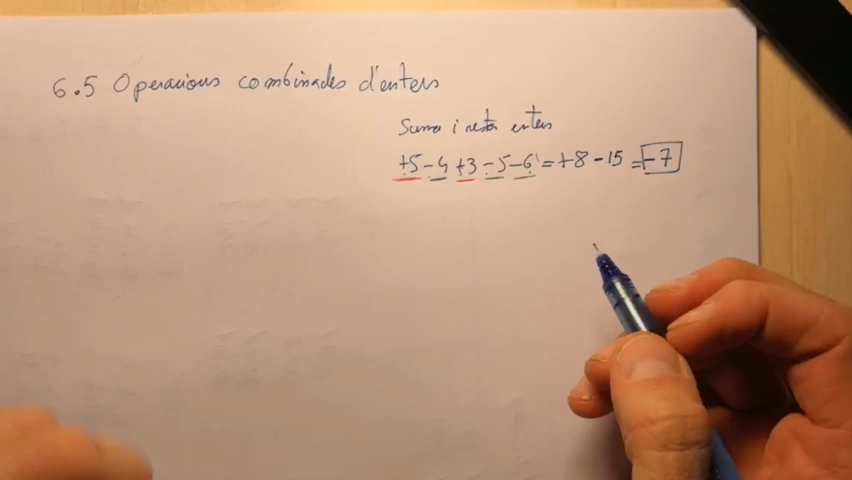 6.5 Operacions combinades d'enters
Suma i resta enters
+5 - 4 +3 - 5 - 6 = +8 - 15 = -7